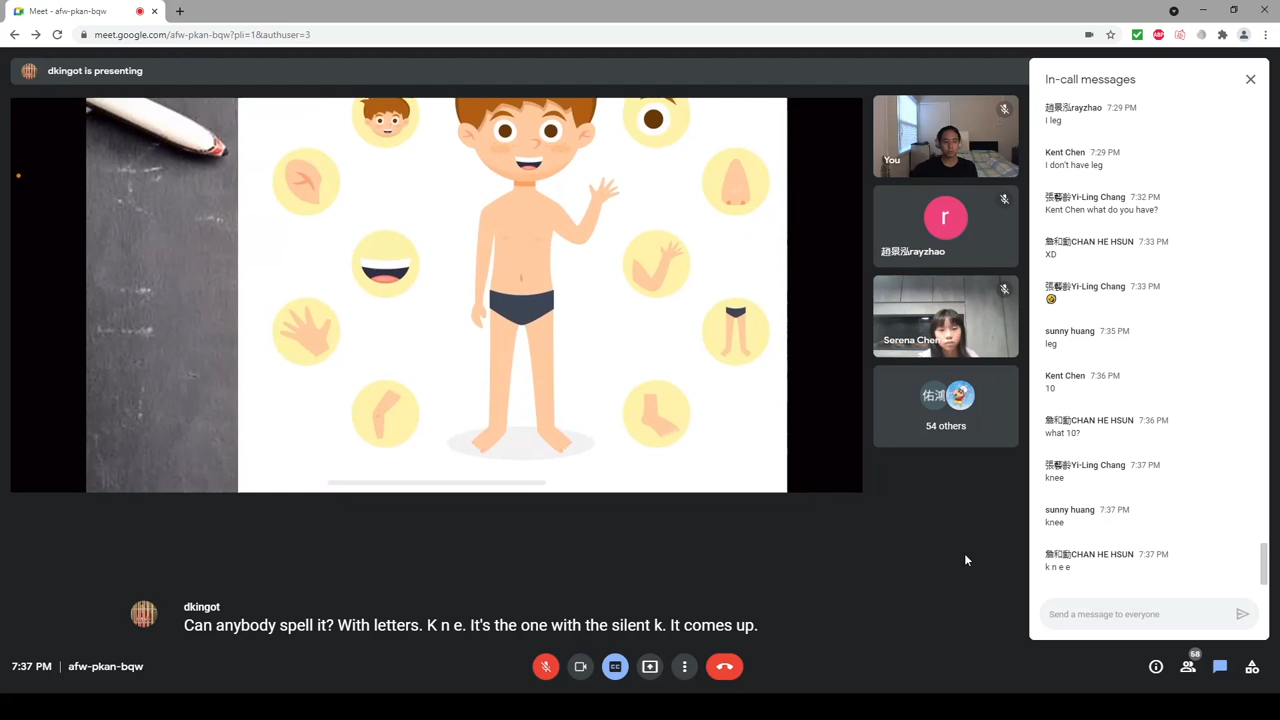 Meet - afw-pkan-bqw
meet.google.com/afw-pkan-bqw?pli=1&authuser=3
ABP
dkingot is presenting
You
r
趙景泓rayzhao
Serena Chen
佑鴻
54 others
In-call messages
趙景泓rayzhao 7:29 PM
I leg
Kent Chen 7:29 PM
I don't have leg
張藝齡Yi-Ling Chang 7:32 PM
Kent Chen what do you have?
詹和勳CHAN HE HSUN 7:33 PM
XD
張藝齡Yi-Ling Chang 7:33 PM
sunny huang 7:35 PM
leg
Kent Chen 7:36 PM
10
詹和勳CHAN HE HSUN 7:36 PM
what 10?
張藝齡Yi-Ling Chang 7:37 PM
knee
sunny huang 7:37 PM
knee
詹和勳CHAN HE HSUN 7:37 PM
k n e e
Send a message to everyone
dkingot
Can anybody spell it? With letters. K n e. It's the one with the silent k. It comes up.
7:37 PM | afw-pkan-bqw
CC
58